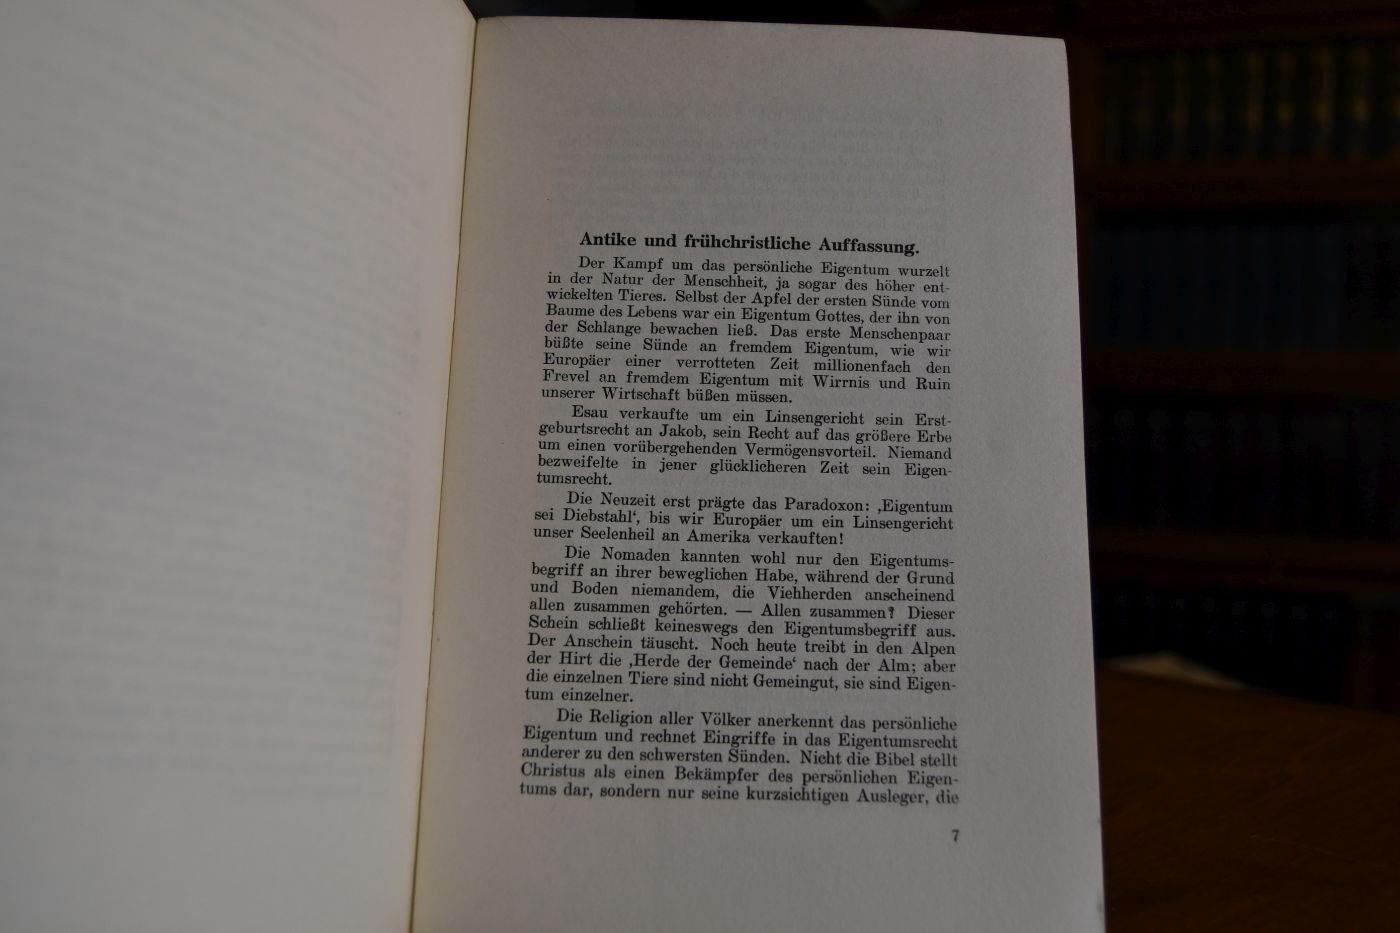 Antike und frühchristliche Auffassung.
Der Kampf um das persönliche Eigentum wurzelt
in der Natur der Menschheit, ja sogar des höher ent-
wickelten Tieres. Selbst der Apfel der ersten Sünde vom
Baume des Lebens war ein Eigentum Gottes, der ihn von
der Schlange bewachen ließ. Das erste Menschenpaar
büßte seine Sünde an fremdem Eigentum, wie wir
Europäer einer verrotteten Zeit millionenfach den
Frevel an fremdem Eigentum mit Wirrnis und Ruin
unserer Wirtschaft büßen müssen.
Esau verkaufte um ein Linsengericht sein Erst-
geburtsrecht an Jakob, sein Recht auf das größere Erbe
um einen vorübergehenden Vermögensvorteil. Niemand
bezweifelte in jener glücklicheren Zeit sein Eigen-
tumsrecht.
Die Neuzeit erst prägte das Paradoxon: ‚Eigentum
sei Diebstahl‘, bis wir Europäer um ein Linsengericht
unser Seelenheil an Amerika verkauften!
Die Nomaden kannten wohl nur den Eigentums-
begriff an ihrer beweglichen Habe, während der Grund
und Boden niemandem, die Viehherden anscheinend
allen zusammen gehörten. — Allen zusammen? Dieser
Schein schließt keineswegs den Eigentumsbegriff aus.
Der Anschein täuscht. Noch heute treibt in den Alpen
der Hirt die ‚Herde der Gemeinde‘ nach der Alm; aber
die einzelnen Tiere sind nicht Gemeingut, sie sind Eigen-
tum einzelner.
Die Religion aller Völker anerkennt das persönliche
Eigentum und rechnet Eingriffe in das Eigentumsrecht
anderer zu den schwersten Sünden. Nicht die Bibel stellt
Christus als einen Bekämpfer des persönlichen Eigen-
tums dar, sondern nur seine kurzsichtigen Ausleger, die
7